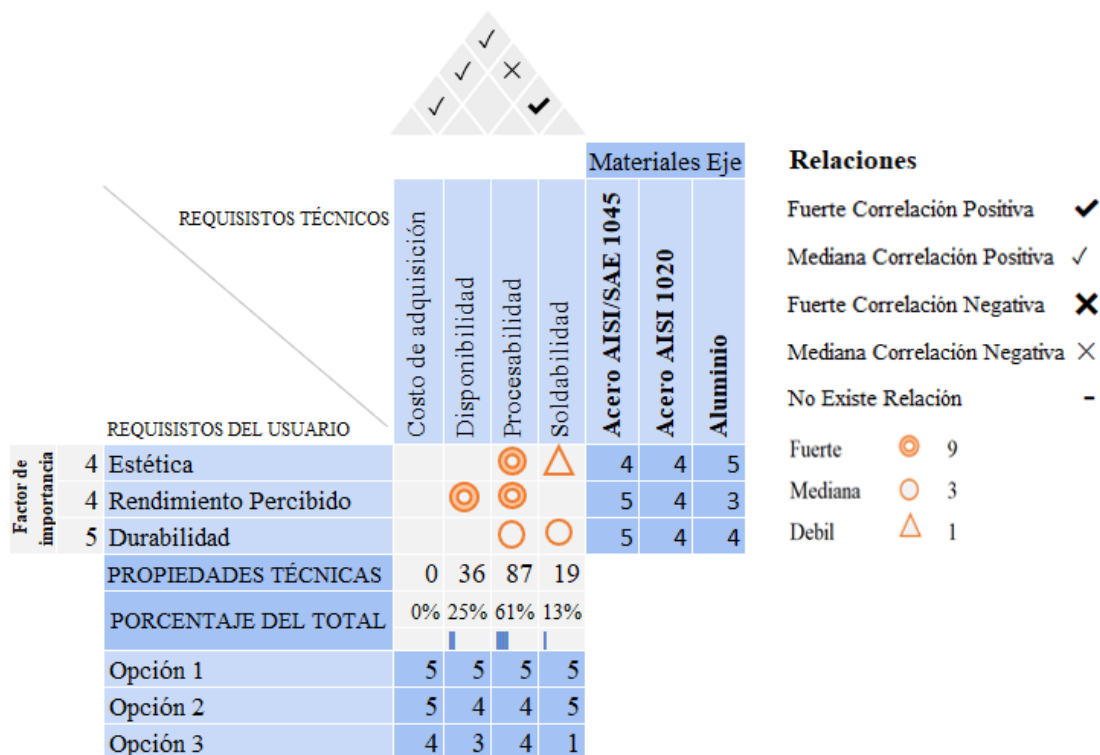 Materiales Eje
REQUISISTOS TÉCNICOS
Costo de adquisición
Disponibilidad
Procesabilidad
Soldabilidad
Acero AISI/SAE 1045
Acero AISI 1020
Aluminio
REQUISISTOS DEL USUARIO
Factor de
importancia
4 Estética 4 4 5
4 Rendimiento Percibido 5 4 3
5 Durabilidad 5 4 4
PROPIEDADES TÉCNICAS 0 36 87 19
PORCENTAJE DEL TOTAL 0% 25% 61% 13%
Opción 1 5 5 5 5
Opción 2 5 4 4 5
Opción 3 4 3 4 1
Relaciones
Fuerte Correlación Positiva
Mediana Correlación Positiva
Fuerte Correlación Negativa
Mediana Correlación Negativa
No Existe Relación -
Fuerte 9
Mediana 3
Debil 1